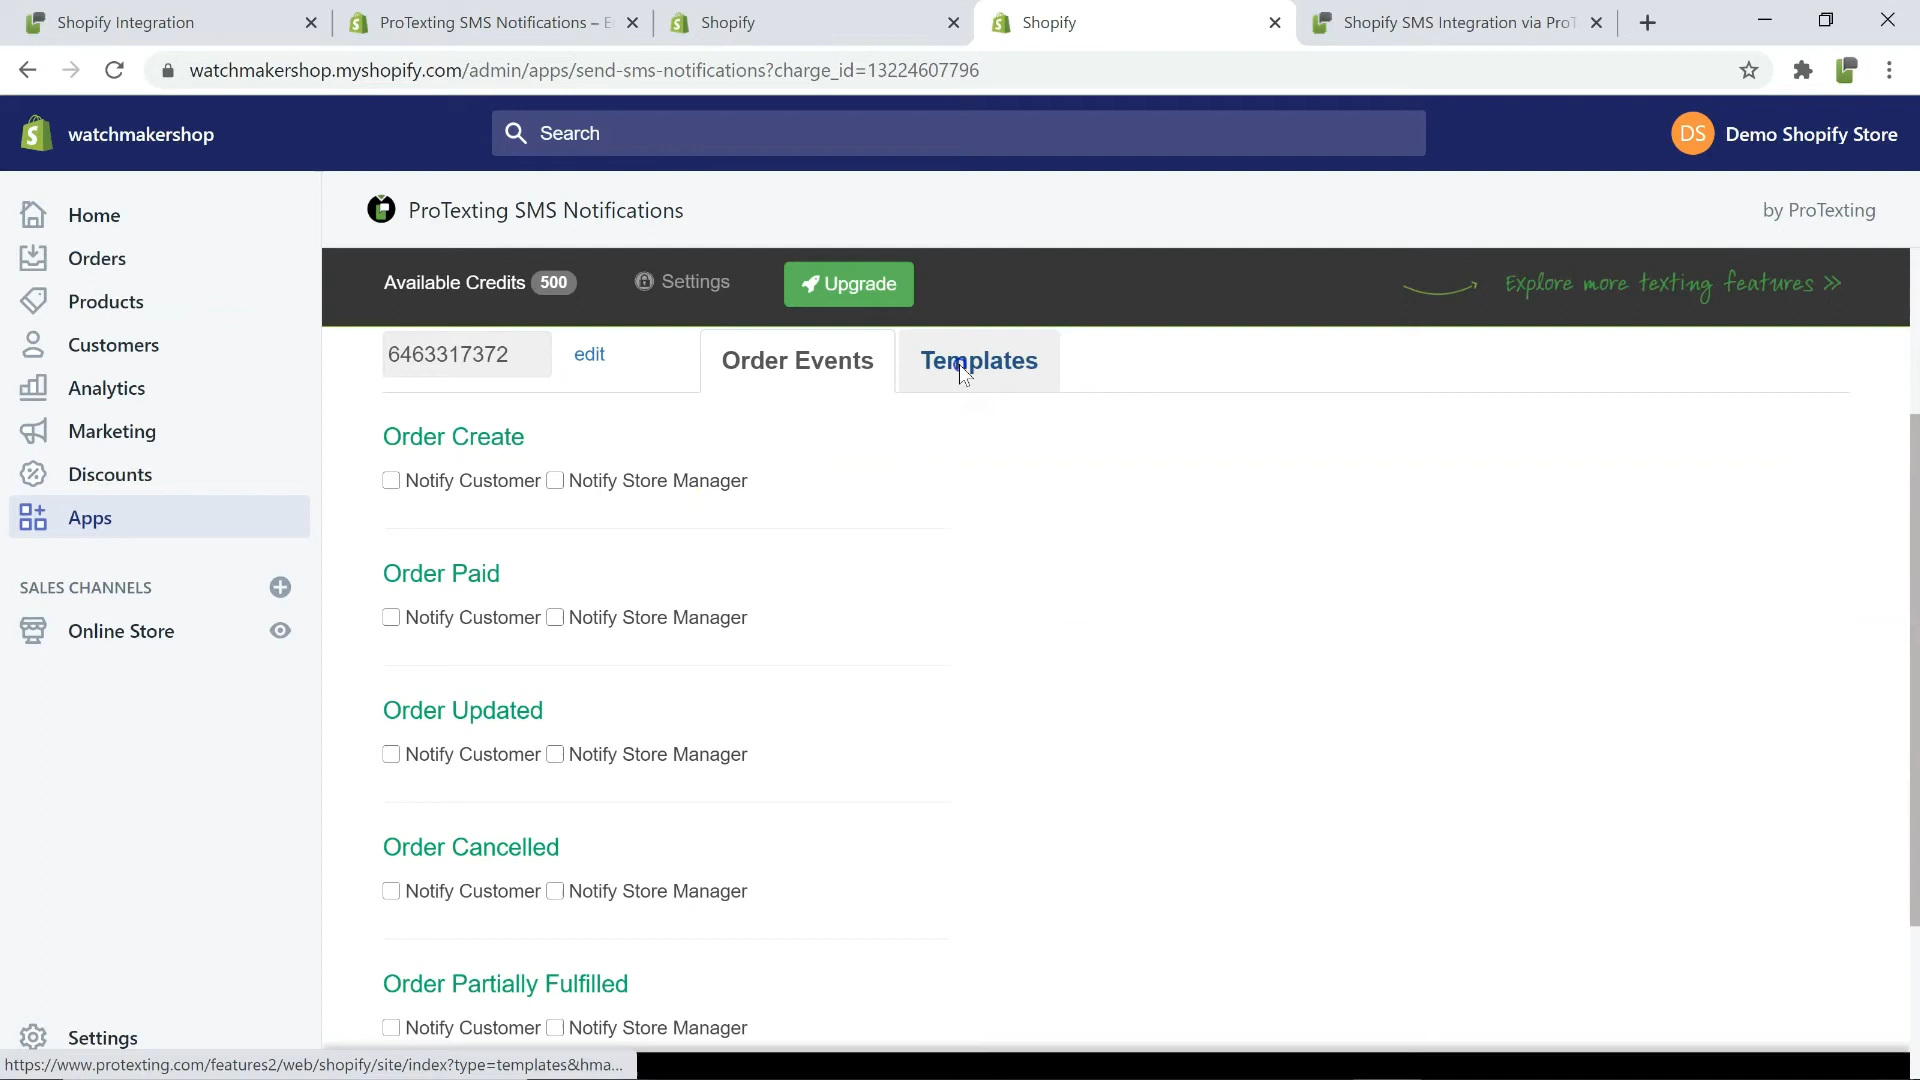 Shopify Integration
ProTexting SMS Notifications – E
Shopify
Shopify
Shopify SMS Integration via ProT
watchmakershop.myshopify.com/admin/apps/send-sms-notifications?charge_id=13224607796
watchmakershop
Search
DS
Demo Shopify Store
Home
Orders
Products
Customers
Analytics
Marketing
Discounts
Apps
SALES CHANNELS
Online Store
Settings
ProTexting SMS Notifications
by ProTexting
Available Credits 500
Settings
Upgrade
Explore more texting features >>
6463317372
edit
Order Events
Templates
Order Create
Notify Customer Notify Store Manager
Order Paid
Notify Customer Notify Store Manager
Order Updated
Notify Customer Notify Store Manager
Order Cancelled
Notify Customer Notify Store Manager
Order Partially Fulfilled
Notify Customer Notify Store Manager
https://www.protexting.com/features2/web/shopify/site/index?type=templates&hma...